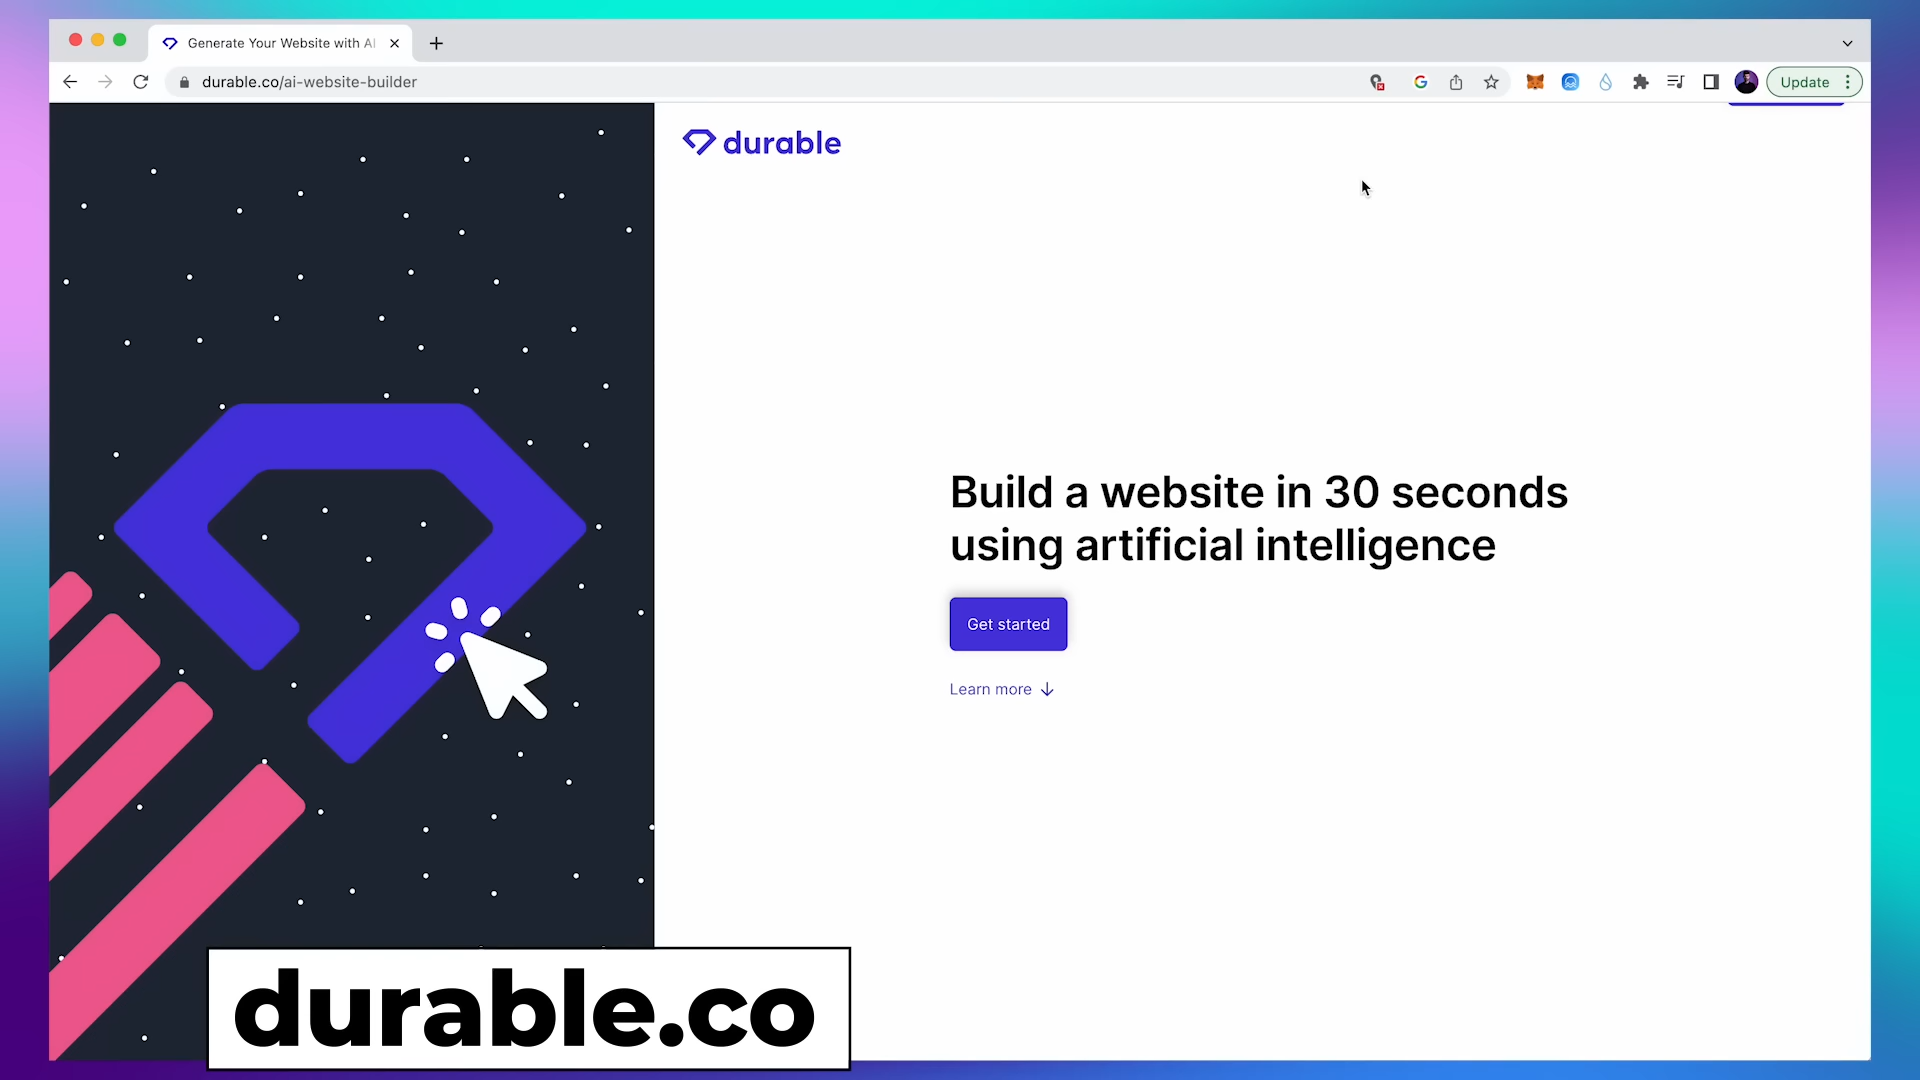 Generate Your Website with AI
durable.co/ai-website-builder
Update
durable
Build a website in 30 seconds
using artificial intelligence
Get started
Learn more
durable.co